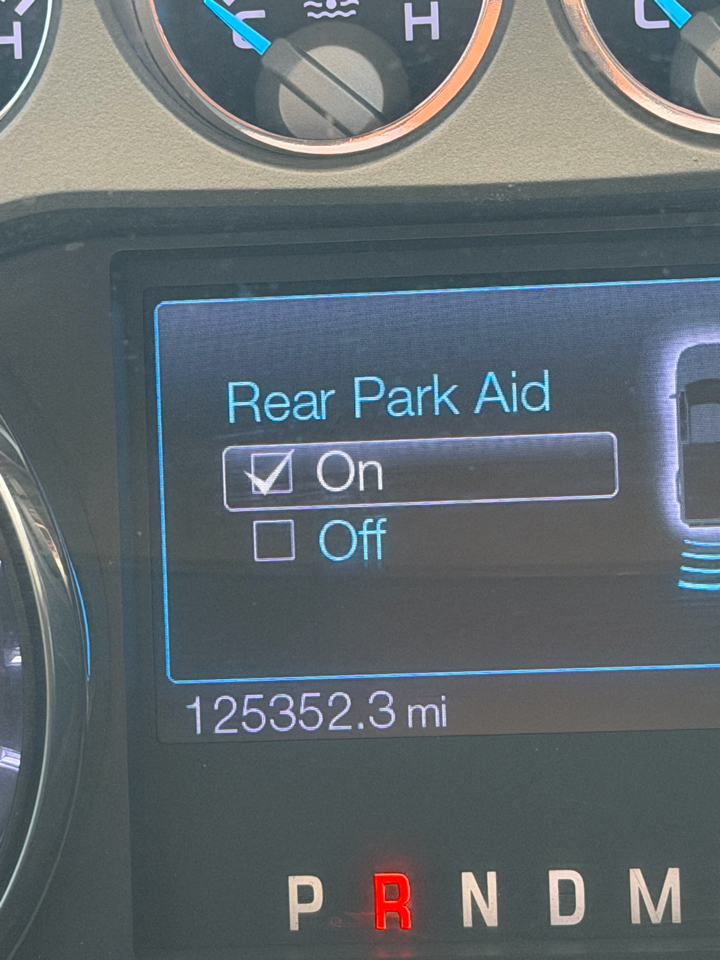 H
C H
C
Rear Park Aid
On
Off
125352.3 mi
P R N D M